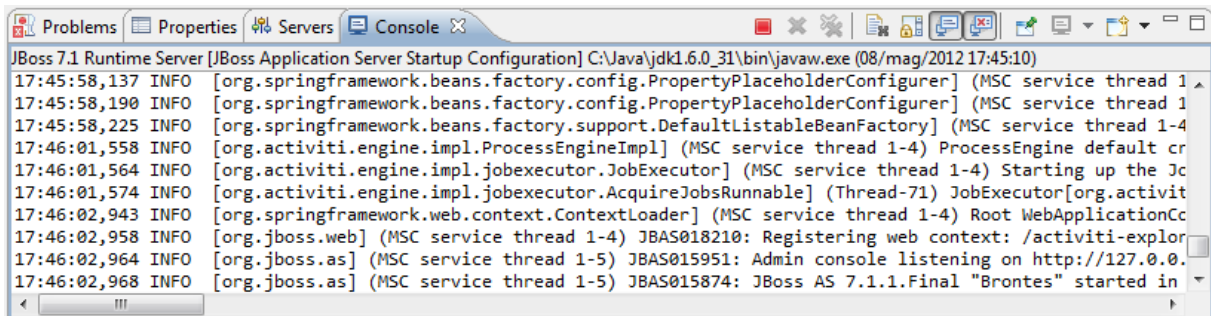 Problems Properties Servers Console
JBoss 7.1 Runtime Server [JBoss Application Server Startup Configuration] C:\Java\jdk1.6.0_31\bin\javaw.exe (08/mag/2012 17:45:10)
17:45:58,137 INFO [org.springframework.beans.factory.config.PropertyPlaceholderConfigurer] (MSC service thread 1
17:45:58,190 INFO [org.springframework.beans.factory.config.PropertyPlaceholderConfigurer] (MSC service thread 1
17:45:58,225 INFO [org.springframework.beans.factory.support.DefaultListableBeanFactory] (MSC service thread 1-4
17:46:01,558 INFO [org.activiti.engine.impl.ProcessEngineImpl] (MSC service thread 1-4) ProcessEngine default cr
17:46:01,564 INFO [org.activiti.engine.impl.jobexecutor.JobExecutor] (MSC service thread 1-4) Starting up the Jo
17:46:01,574 INFO [org.activiti.engine.impl.jobexecutor.AcquireJobsRunnable] (Thread-71) JobExecutor[org.activit
17:46:02,943 INFO [org.springframework.web.context.ContextLoader] (MSC service thread 1-4) Root WebApplicationCo
17:46:02,958 INFO [org.jboss.web] (MSC service thread 1-4) JBAS018210: Registering web context: /activiti-explor
17:46:02,964 INFO [org.jboss.as] (MSC service thread 1-5) JBAS015951: Admin console listening on http://127.0.0.
17:46:02,968 INFO [org.jboss.as] (MSC service thread 1-5) JBAS015874: JBoss AS 7.1.1.Final "Brontes" started in